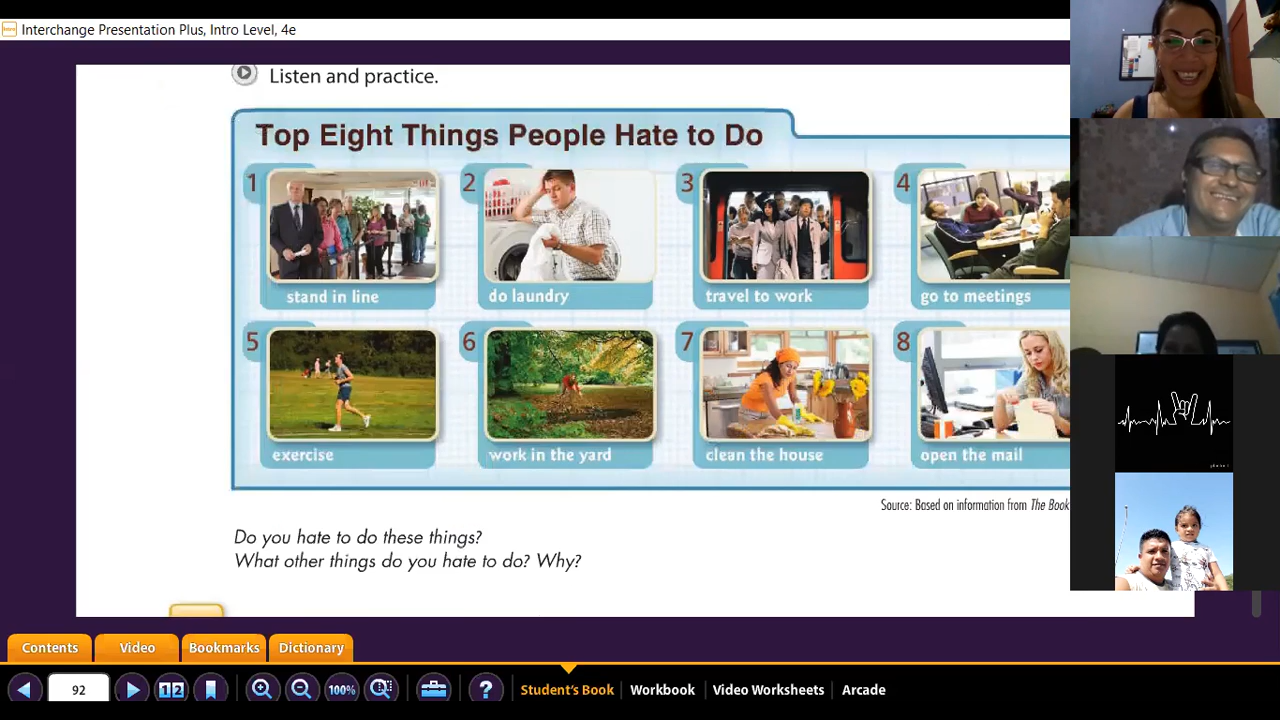 Interchange Presentation Plus, Intro Level, 4e
Listen and practice.
Top Eight Things People Hate to Do
1
2
3
4
stand in line
do laundry
travel to work
go to meetings
5
6
7
8
exercise
work in the yard
clean the house
open the mail
Source: Based on information from The Book
Do you hate to do these things?
What other things do you hate to do? Why?
Contents
Video
Bookmarks
Dictionary
92
1 2
100%
?
Student's Book
Workbook
Video Worksheets
Arcade